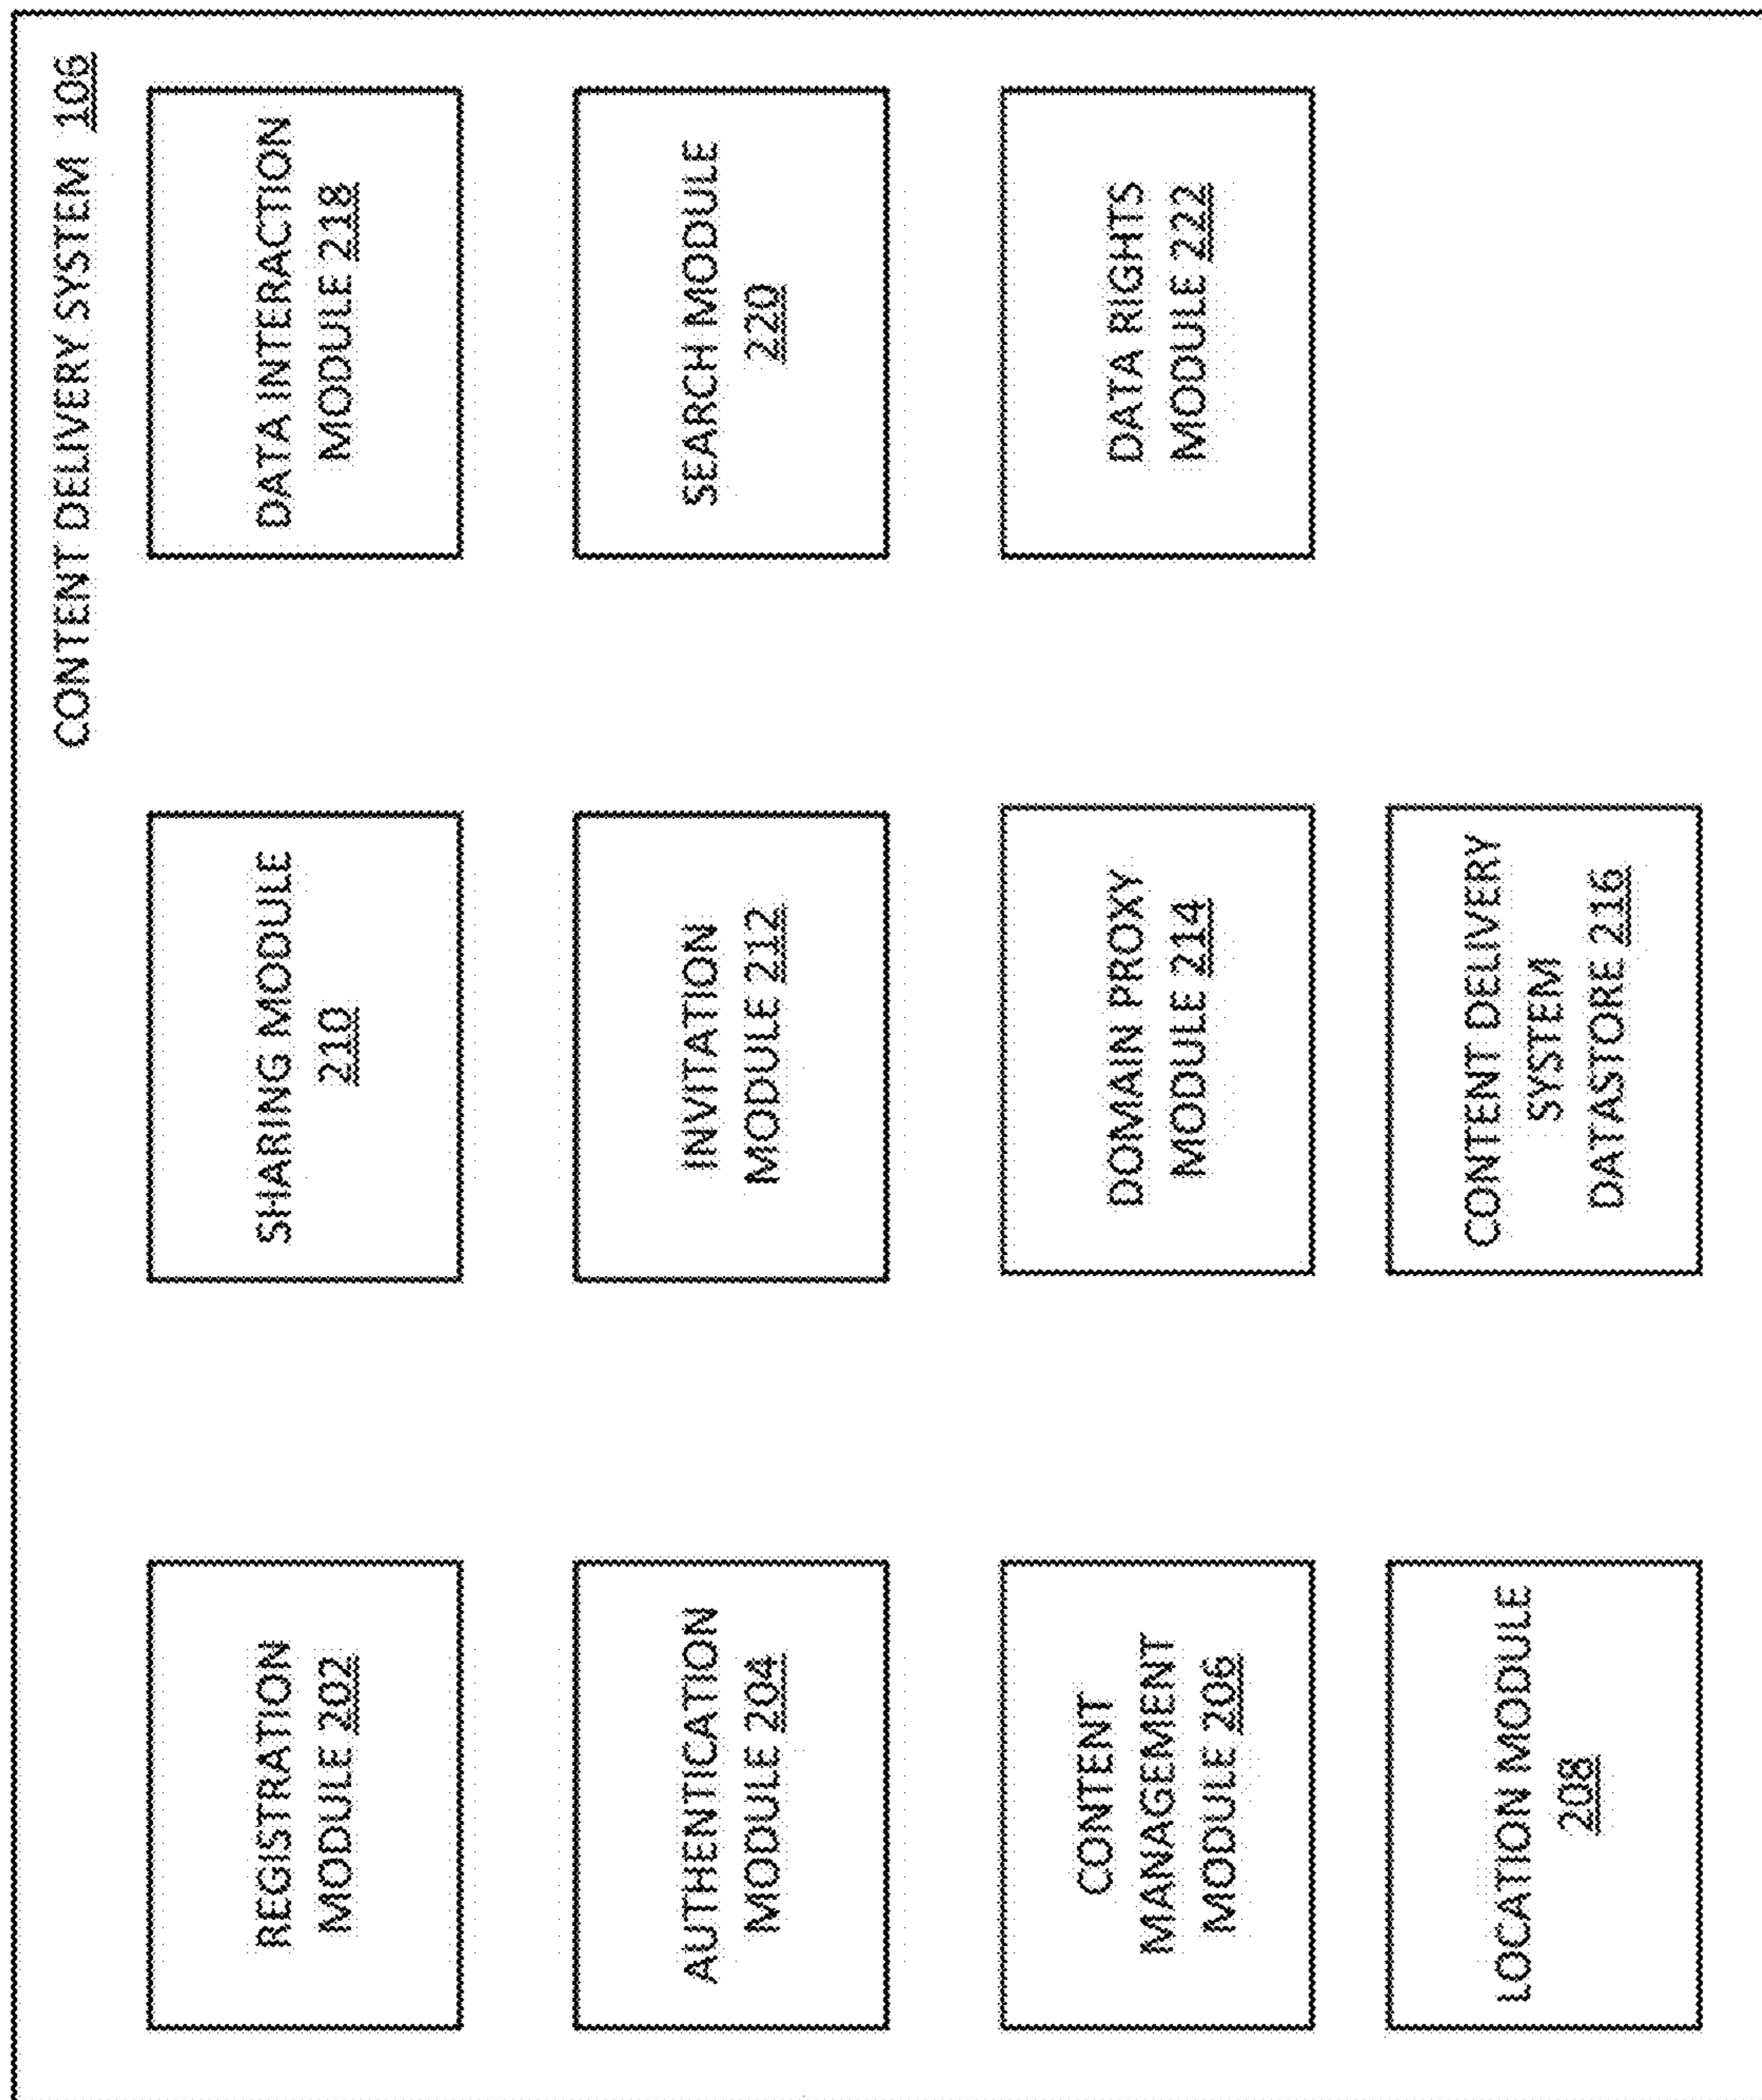 CONTENT DELIVERY SYSTEM 106
REGISTRATION
MODULE 202
AUTHENTICATION
MODULE 204
CONTENT
MANAGEMENT
MODULE 206
LOCATION MODULE
208
SHARING MODULE
210
INVITATION
MODULE 212
DOMAIN PROXY
MODULE 214
CONTENT DELIVERY
SYSTEM
DATASTORE 216
DATA INTERACTION
MODULE 218
SEARCH MODULE
220
DATA RIGHTS
MODULE 222